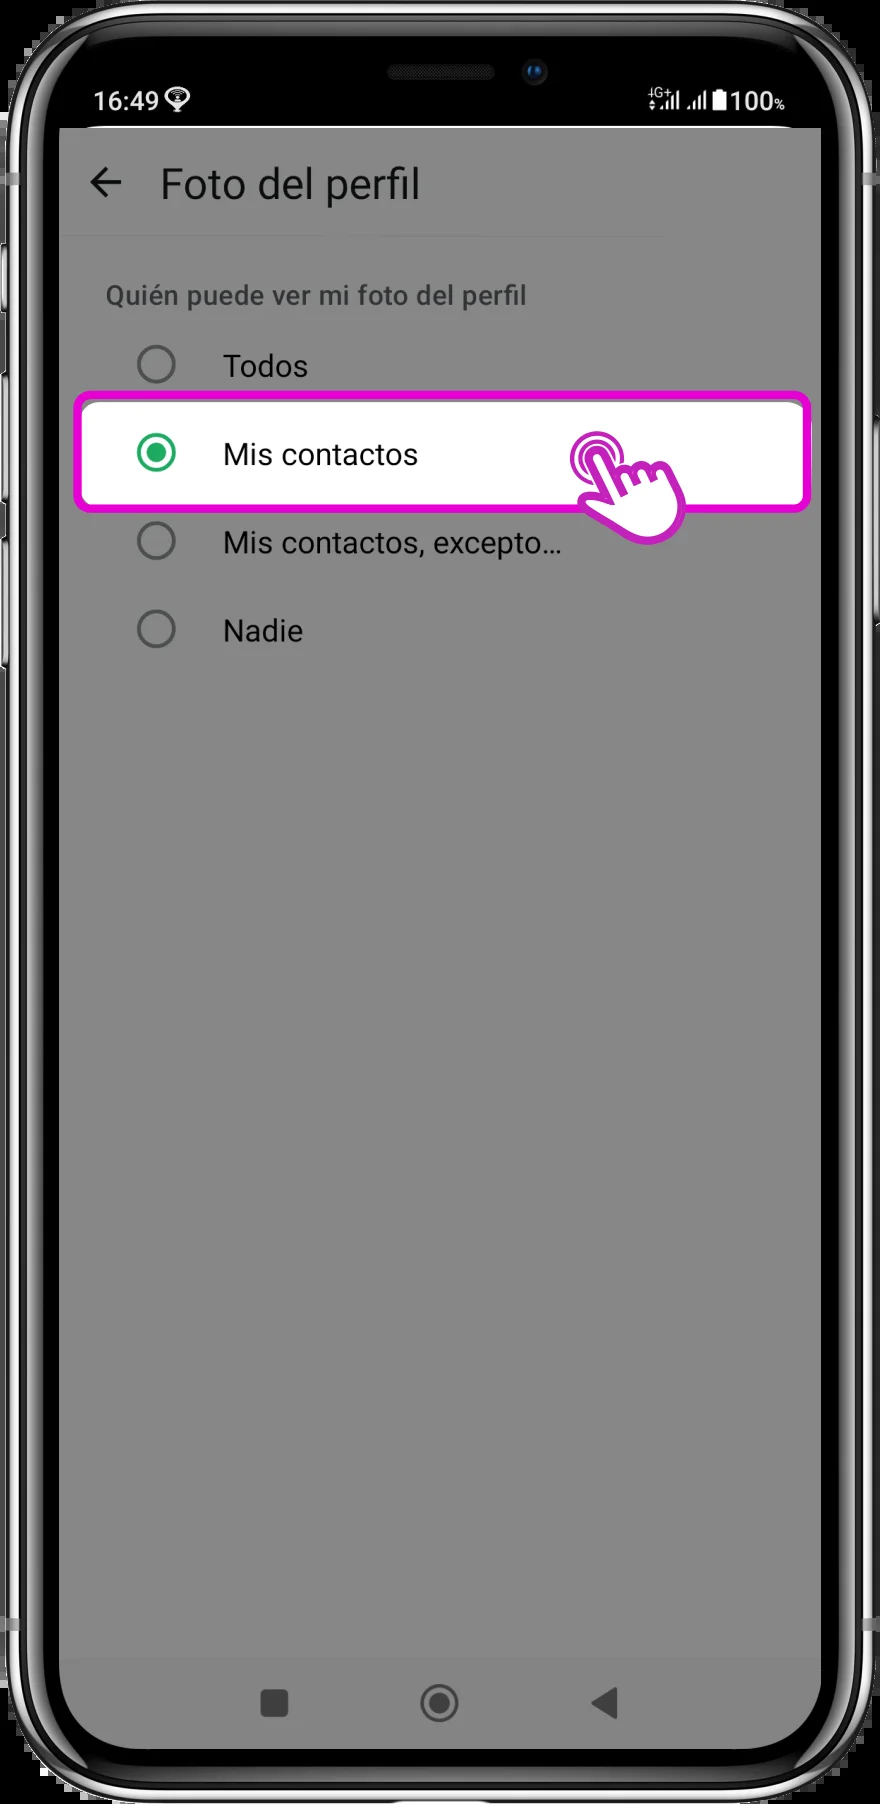 16:49 4G+ 100%
Foto del perfil
Quién puede ver mi foto del perfil
Todos
Mis contactos
Mis contactos, excepto...
Nadie